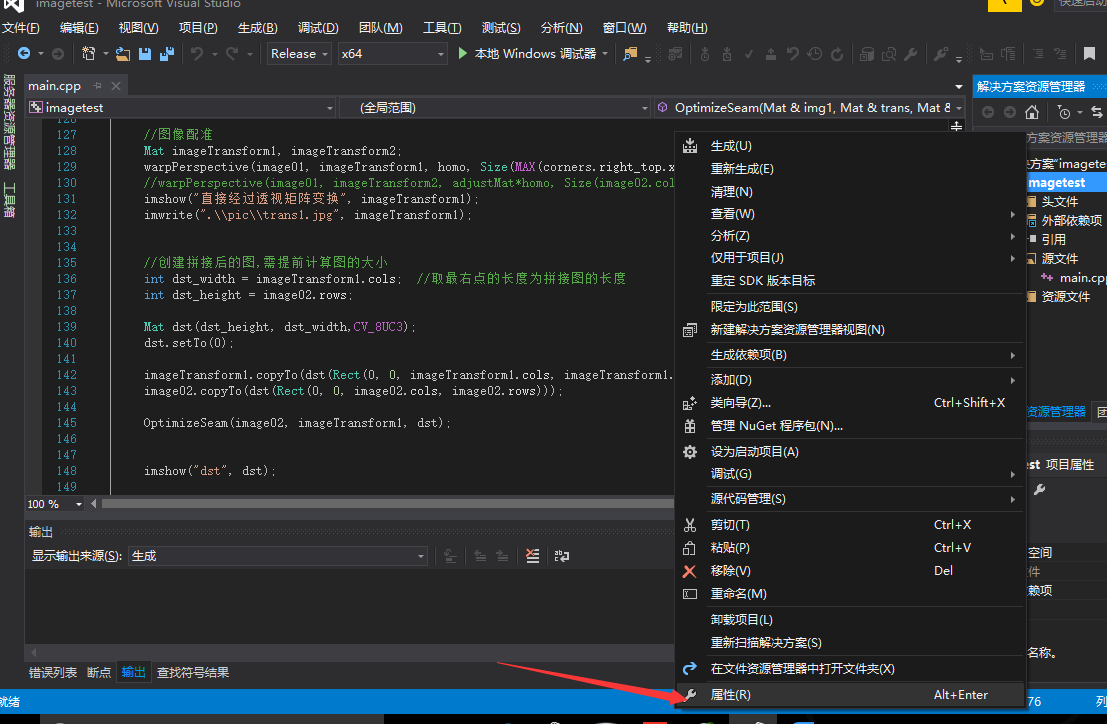 imagetest - Microsoft Visual Studio
快速启动
文件(F) 编辑(E) 视图(V) 项目(P) 生成(B) 调试(D) 团队(M) 工具(T) 测试(S) 分析(N) 窗口(W) 帮助(H)
Release x64 本地 Windows 调试器
服务器资源管理器
工具箱
main.cpp
imagetest (全局范围) OptimizeSeam(Mat & img1, Mat & trans, Mat &
126
127 //图像配准
128 Mat imageTransform1, imageTransform2;
129 warpPerspective(image01, imageTransform1, homo, Size(MAX(corners.right_top.x
130 //warpPerspective(image01, imageTransform2, adjustMat*homo, Size(image02.col
131 imshow("直接经过透视矩阵变换", imageTransform1);
132 imwrite(".\\pic\\trans1.jpg", imageTransform1);
133
134
135 //创建拼接后的图,需提前计算图的大小
136 int dst_width = imageTransform1.cols; //取最右点的长度为拼接图的长度
137 int dst_height = image02.rows;
138
139 Mat dst(dst_height, dst_width,CV_8UC3);
140 dst.setTo(0);
141
142 imageTransform1.copyTo(dst(Rect(0, 0, imageTransform1.cols, imageTransform1.
143 image02.copyTo(dst(Rect(0, 0, image02.cols, image02.rows)));
144
145 OptimizeSeam(image02, imageTransform1, dst);
146
147
148 imshow("dst", dst);
149
100 %
输出
显示输出来源(S): 生成
错误列表 断点 输出 查找符号结果
就绪
生成(U)
重新生成(E)
清理(N)
查看(W)
分析(Z)
仅用于项目(J)
重定 SDK 版本目标
限定为此范围(S)
新建解决方案资源管理器视图(N)
生成依赖项(B)
添加(D)
类向导(Z)... Ctrl+Shift+X
管理 NuGet 程序包(N)...
设为启动项目(A)
调试(G)
源代码管理(S)
剪切(T) Ctrl+X
粘贴(P) Ctrl+V
移除(V) Del
重命名(M)
卸载项目(L)
重新扫描解决方案(S)
在文件资源管理器中打开文件夹(X)
属性(R) Alt+Enter
解决方案资源管理器
方案资源管理器
决方案"imagetes
magetest
头文件
外部依赖项
引用
源文件
main.cpp
资源文件
资源管理器 团
est 项目属性
空间
件
赖项
名称。
76 列